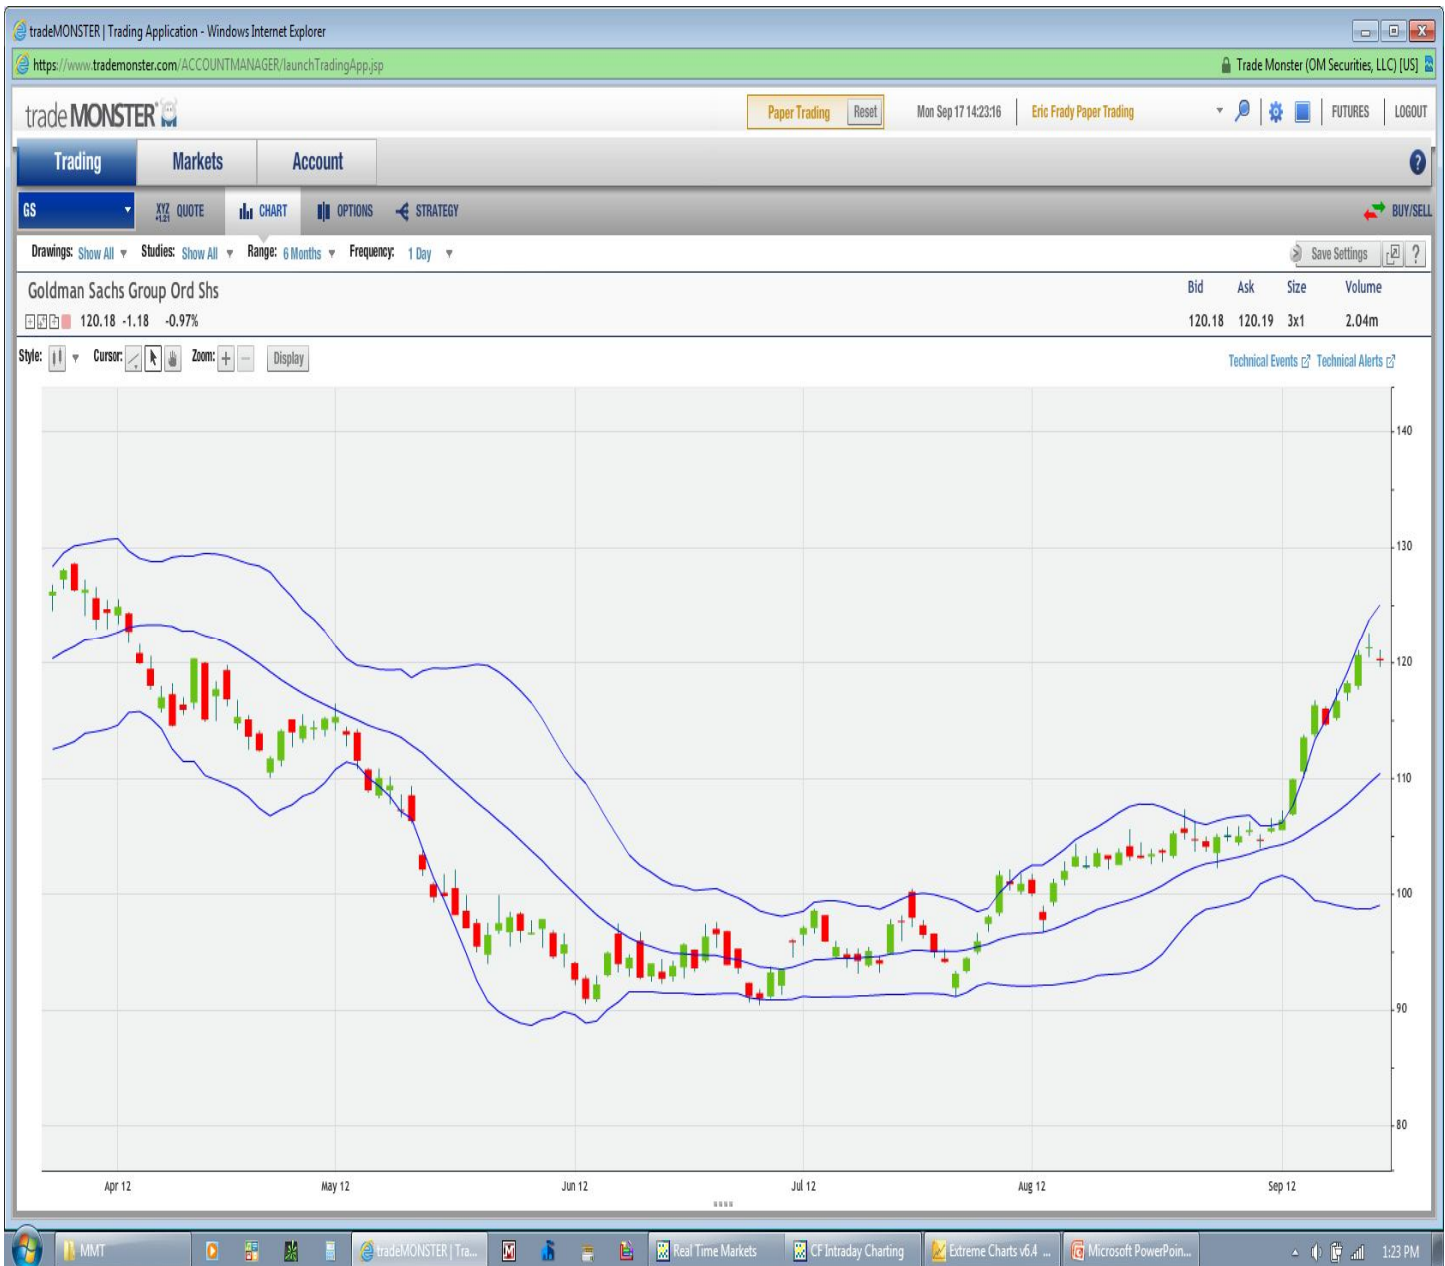 tradeMONSTER | Trading Application - Windows Internet Explorer
https://www.trademonster.com/ACCOUNTMANAGER/launchTradingApp.jsp Trade Monster (OM Securities, LLC) [US]
tradeMONSTER Paper Trading Reset Mon Sep 17 14:23:16 Eric Frady Paper Trading FUTURES LOGOUT
Trading Markets Account ?
GS XYZ +1.21 QUOTE CHART OPTIONS STRATEGY BUY/SELL
Drawings: Show All Studies: Show All Range: 6 Months Frequency: 1 Day Save Settings ?
Goldman Sachs Group Ord Shs Bid Ask Size Volume
120.18 -1.18 -0.97% 120.18 120.19 3x1 2.04m
Style: Cursor: Zoom: + - Display
Technical Events Technical Alerts
140
130
120
110
100
90
80
Apr 12 May 12 Jun 12 Jul 12 Aug 12 Sep 12
MMT tradeMONSTER | Tra... Real Time Markets CF Intraday Charting Extreme Charts v6.4 ... Microsoft PowerPoin... 1:23 PM